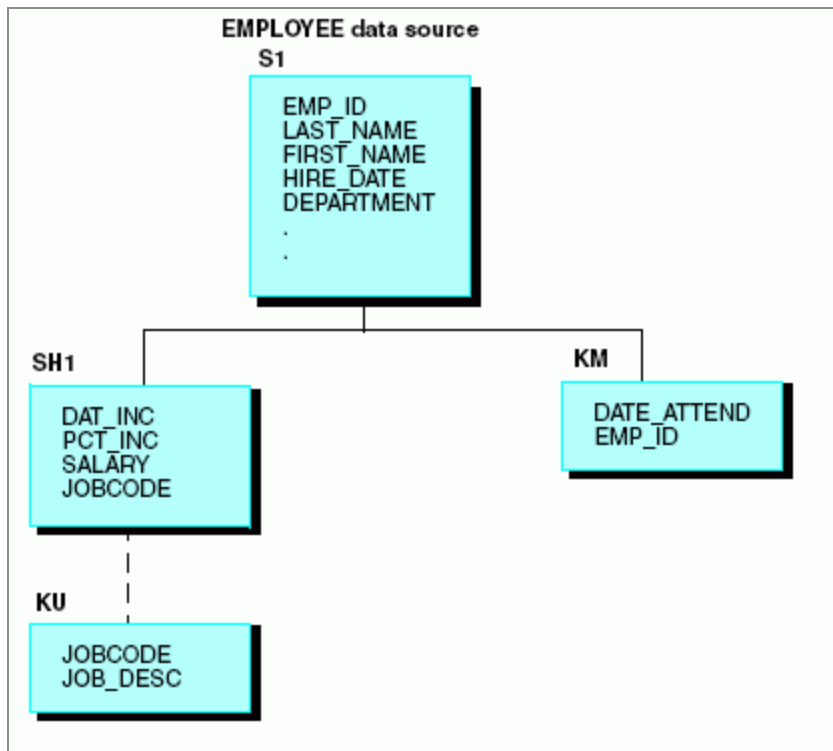 EMPLOYEE data source
S1
EMP_ID
LAST_NAME
FIRST_NAME
HIRE_DATE
DEPARTMENT
.
.
SH1
DAT_INC
PCT_INC
SALARY
JOBCODE
KM
DATE_ATTEND
EMP_ID
KU
JOBCODE
JOB_DESC